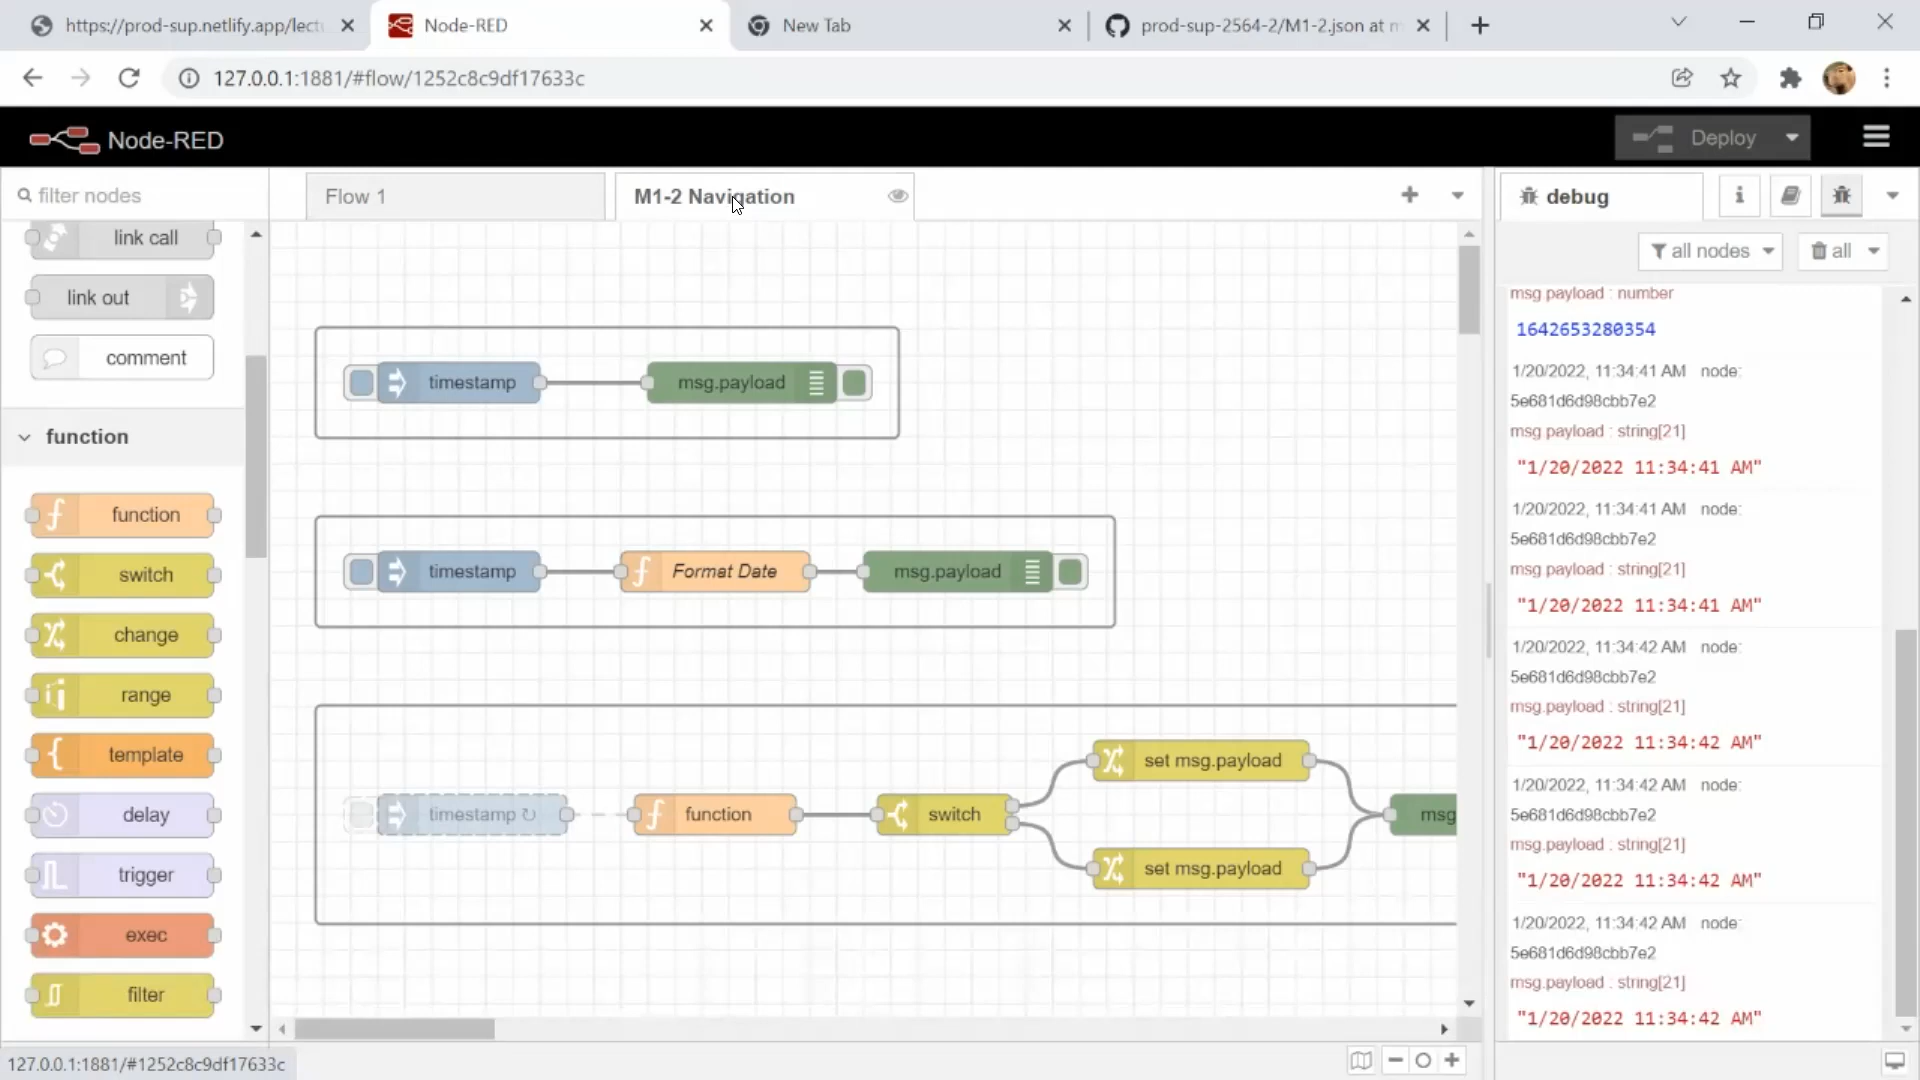 https://prod-sup.netlify.app/lect
Node-RED
New Tab
prod-sup-2564-2/M1-2.json at m
127.0.0.1:1881/#flow/1252c8c9df17633c
Node-RED
Deploy
filter nodes
Flow 1
M1-2 Navigation
debug
link call
link out
comment
function
function
switch
change
range
template
delay
trigger
exec
filter
timestamp
msg.payload
timestamp
Format Date
msg.payload
timestamp ↻
function
switch
set msg.payload
set msg.payload
msg
all nodes
all
msg.payload : number
1642653280354
1/20/2022, 11:34:41 AM node:
5e681d6d98cbb7e2
msg.payload : string[21]
"1/20/2022 11:34:41 AM"
1/20/2022, 11:34:41 AM node:
5e681d6d98cbb7e2
msg.payload : string[21]
"1/20/2022 11:34:41 AM"
1/20/2022, 11:34:42 AM node:
5e681d6d98cbb7e2
msg.payload : string[21]
"1/20/2022 11:34:42 AM"
1/20/2022, 11:34:42 AM node:
5e681d6d98cbb7e2
msg.payload : string[21]
"1/20/2022 11:34:42 AM"
1/20/2022, 11:34:42 AM node:
5e681d6d98cbb7e2
msg.payload : string[21]
"1/20/2022 11:34:42 AM"
127.0.0.1:1881/#1252c8c9df17633c